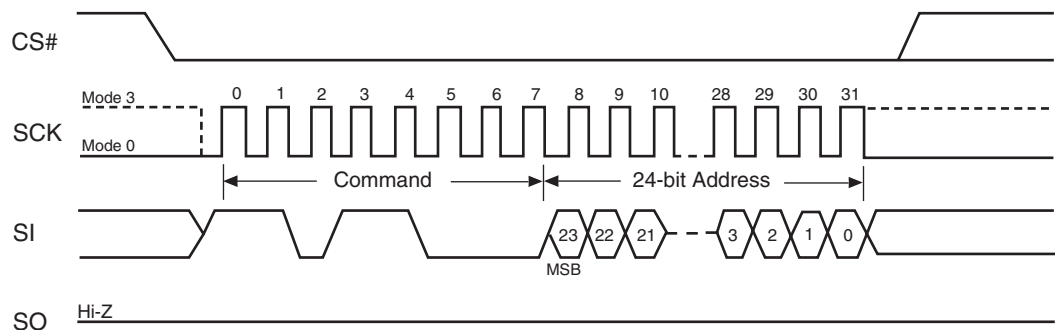 CS#
SCK
Mode 3
Mode 0
0 1 2 3 4 5 6 7 8 9 10 28 29 30 31
Command
24-bit Address
SI
23 22 21 3 2 1 0
MSB
SO
Hi-Z